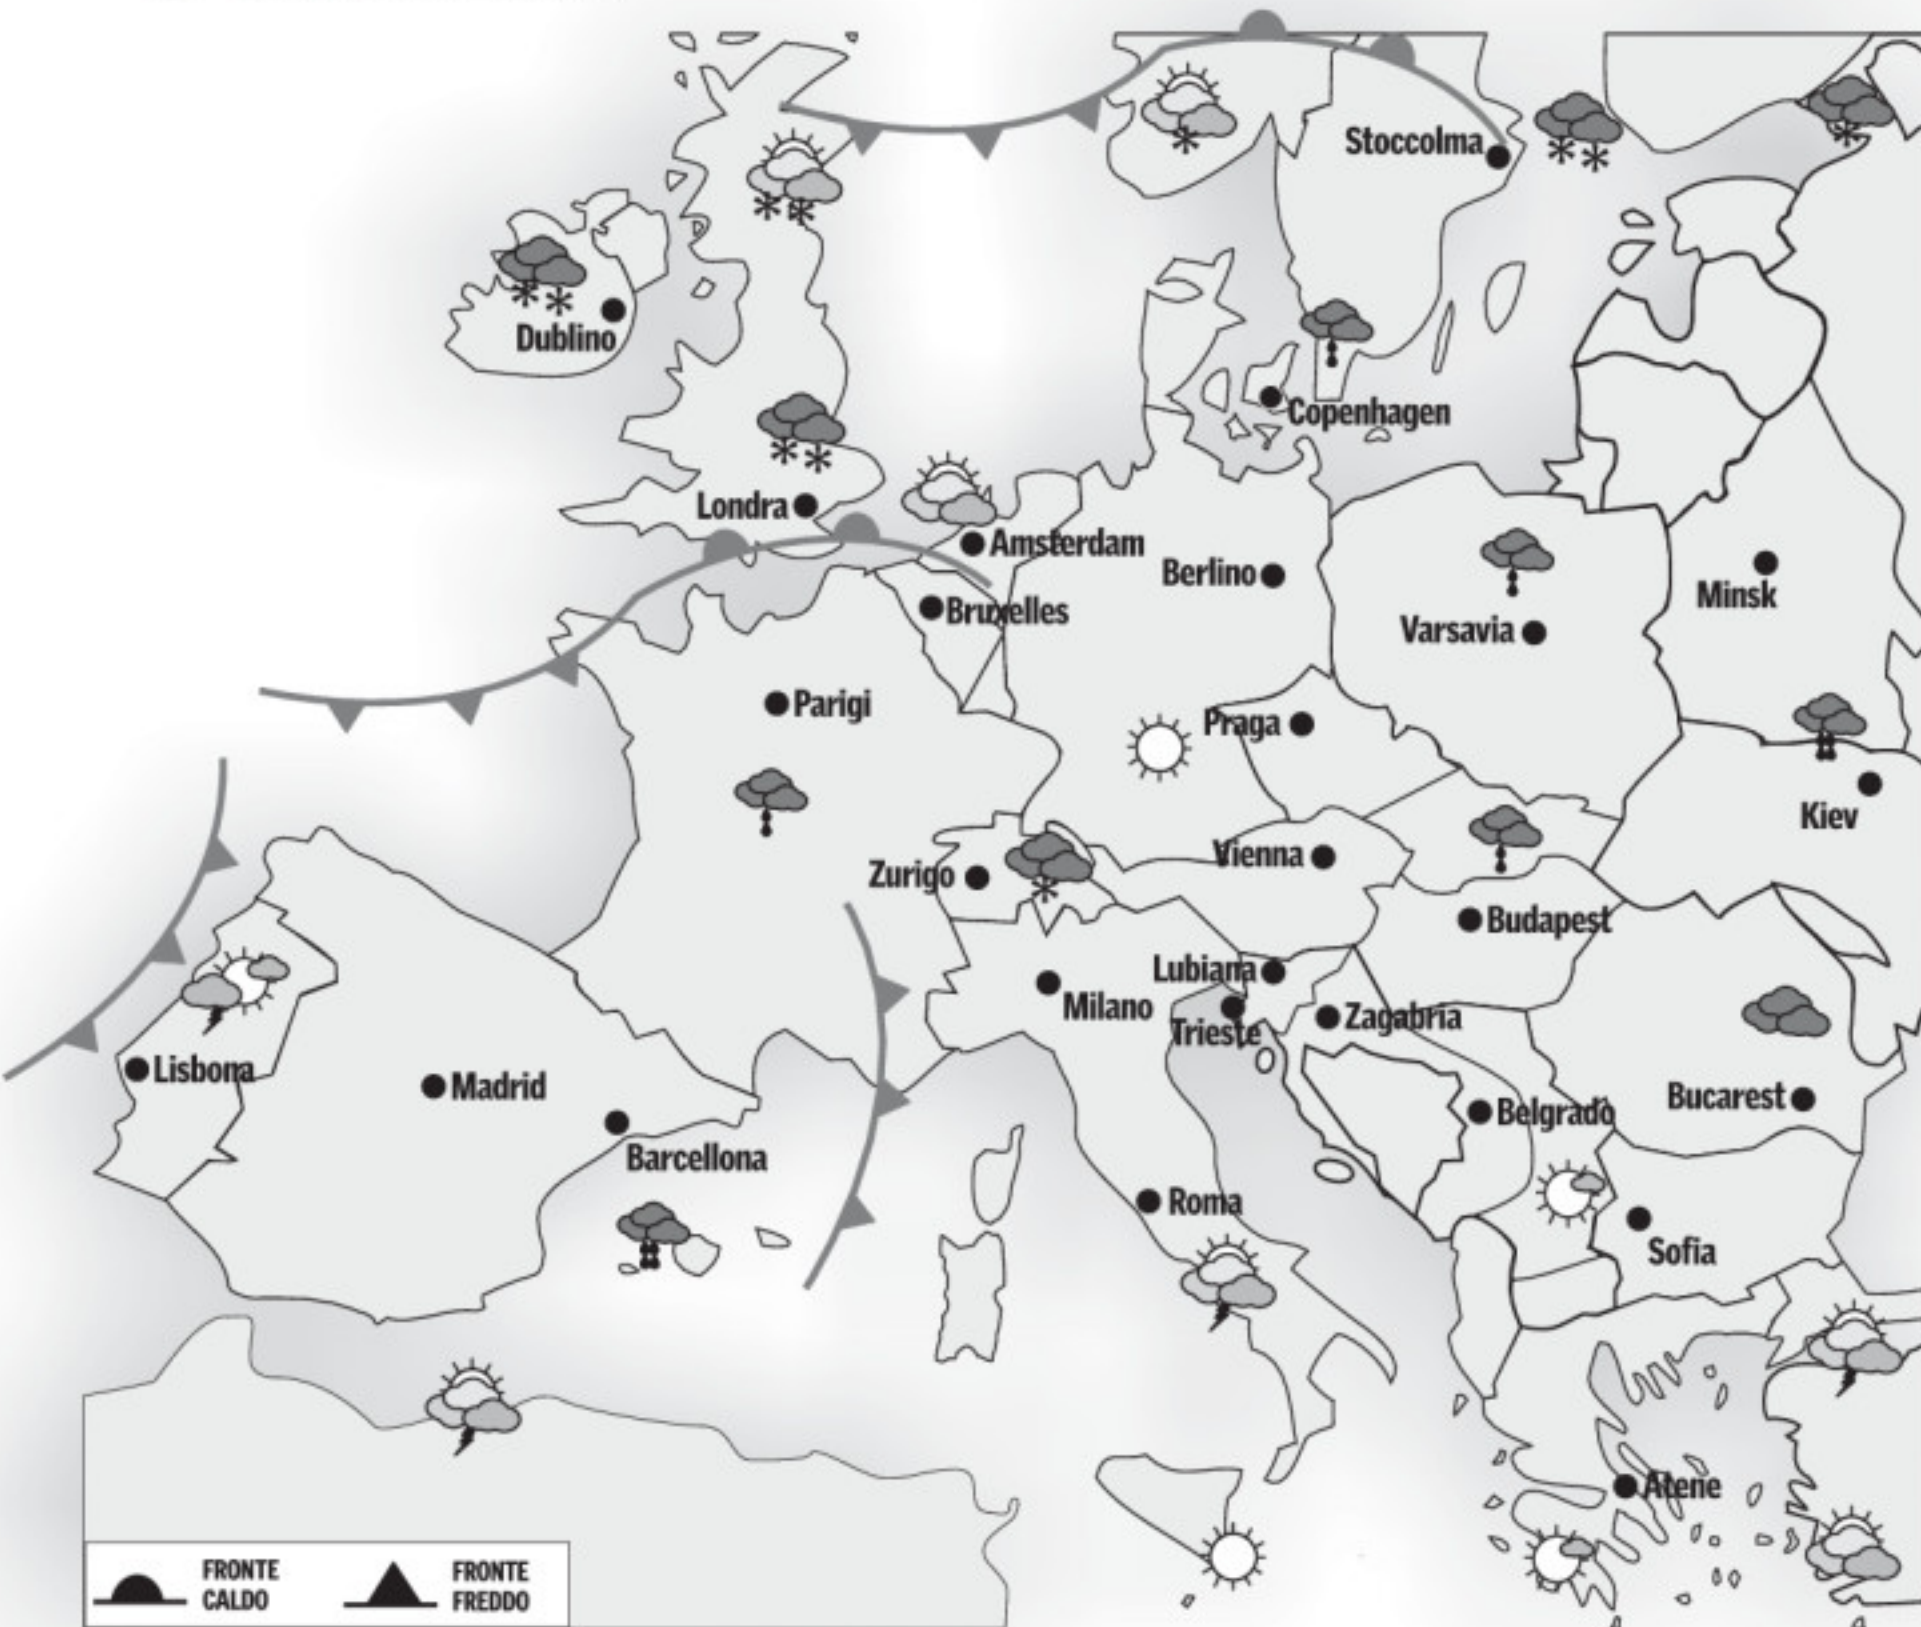 Stoccolma
Dublino
Copenhagen
Londra
Amsterdam
Berlino
Minsk
Bruxelles
Varsavia
Parigi
Praga
Kiev
Vienna
Zurigo
Budapest
Lubiana
Milano
Zagabria
Trieste
Lisbona
Madrid
Bucarest
Belgrado
Barcellona
Roma
Sofia
Atene
FRONTE
CALDO
FRONTE
FREDDO